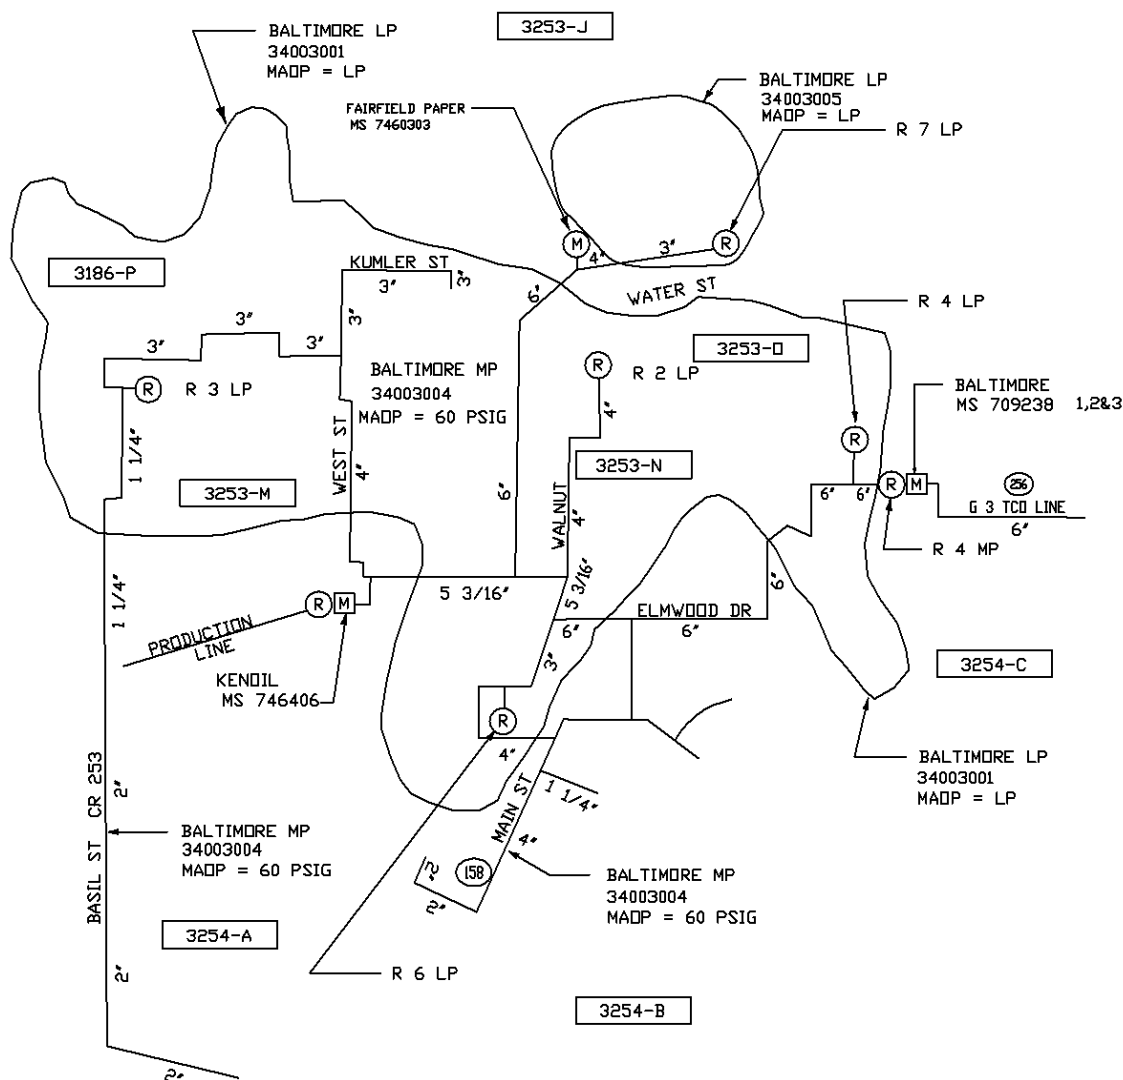 3253-J
BALTIMORE LP
34003001
MAOP = LP
BALTIMORE LP
34003005
MAOP = LP
FAIRFIELD PAPER
MS 7460303
R 7 LP
M
R
4"
3"
3186-P
KUMLER ST
3"
3"
6"
WATER ST
R 4 LP
3"
3"
3"
3"
3253-O
R
R 3 LP
BALTIMORE MP
34003004
MAOP = 60 PSIG
R
R 2 LP
BALTIMORE
MS 709238 1,2&3
4"
1 1/4"
WEST ST
4"
R
3253-N
3253-M
6"
WALNUT
4"
6"
6"
R
M
256
G 3 TCO LINE
6"
R 4 MP
1 1/4"
5 3/16"
5 3/16"
6"
R
M
ELMWOOD DR
6"
6"
PRODUCTION
LINE
3"
3254-C
KENOIL
MS 746406
R
4"
BALTIMORE LP
34003001
MAOP = LP
BASIL ST CR 253
2"
1 1/4"
MAIN ST
4"
BALTIMORE MP
34003004
MAOP = 60 PSIG
2"
158
2"
BALTIMORE MP
34003004
MAOP = 60 PSIG
3254-A
2"
R 6 LP
3254-B
2"